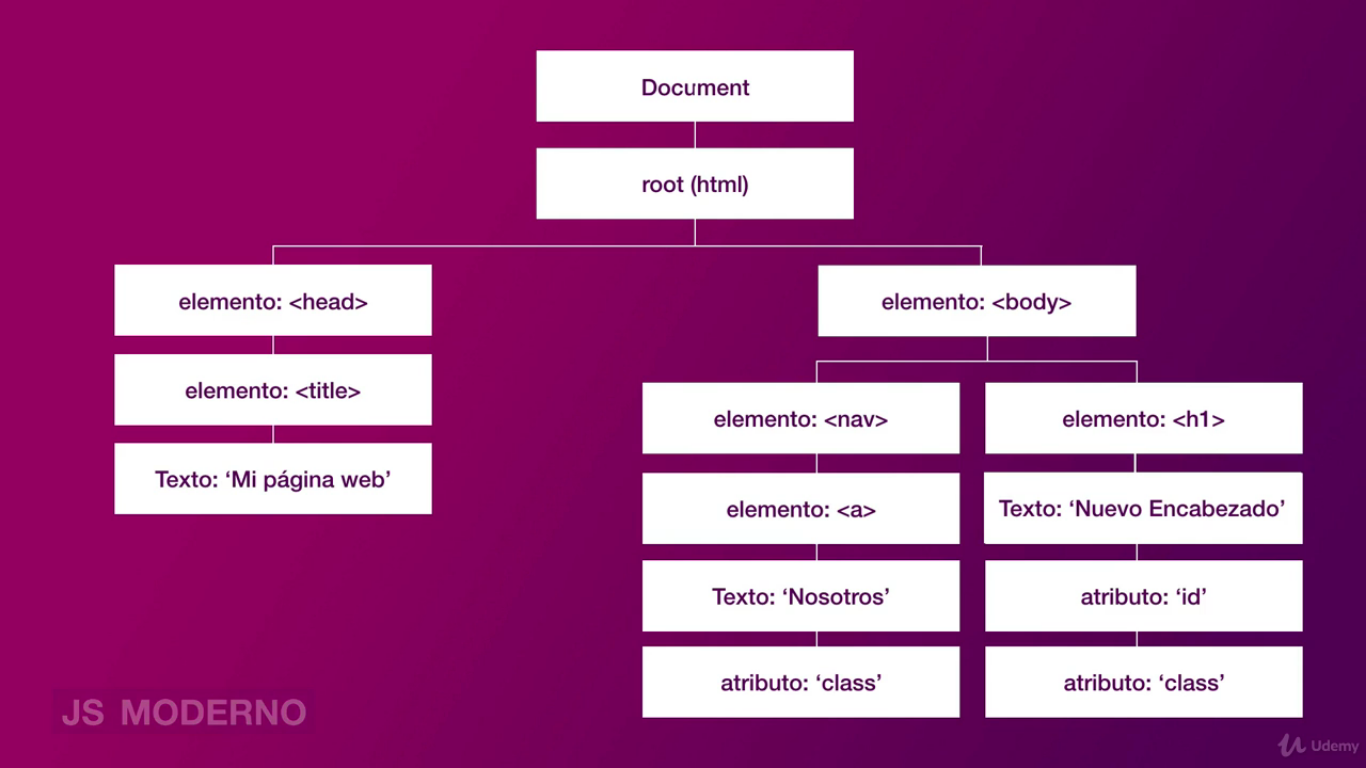 Document
root (html)
elemento: <head>
elemento: <body>
elemento: <title>
elemento: <nav>
elemento: <h1>
Texto: ‘Mi página web’
elemento: <a>
Texto: ‘Nuevo Encabezado’
Texto: ‘Nosotros’
atributo: ‘id’
atributo: ‘class’
atributo: ‘class’
JS MODERNO
Udemy